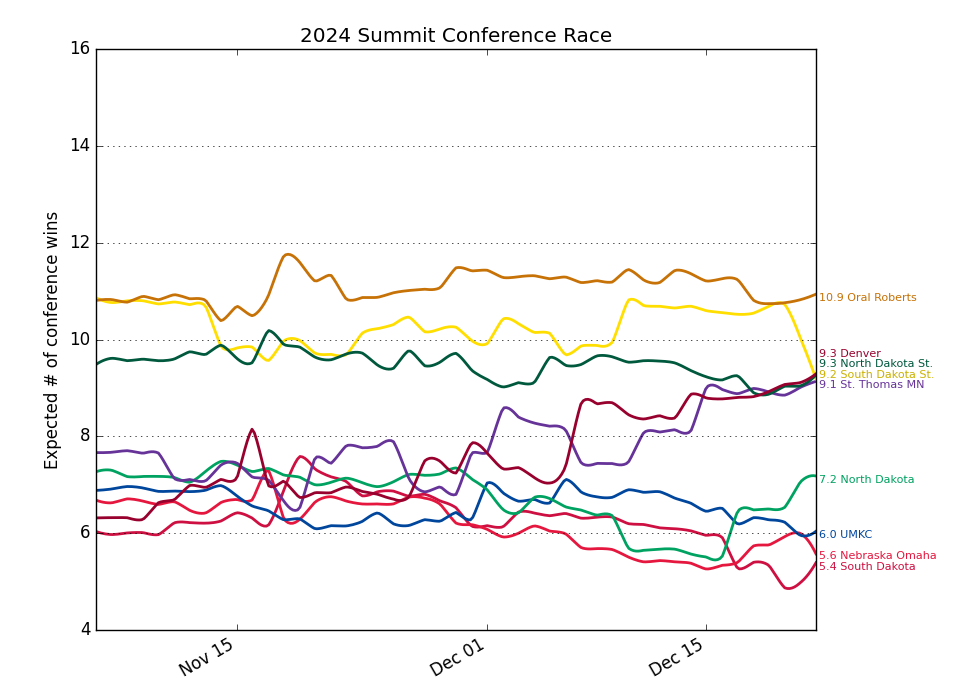 2024 Summit Conference Race
Expected # of conference wins
16
14
12
10
8
6
4
Nov 15
Dec 01
Dec 15
10.9 Oral Roberts
9.3 Denver
9.3 North Dakota St.
9.2 South Dakota St.
9.1 St. Thomas MN
7.2 North Dakota
6.0 UMKC
5.6 Nebraska Omaha
5.4 South Dakota